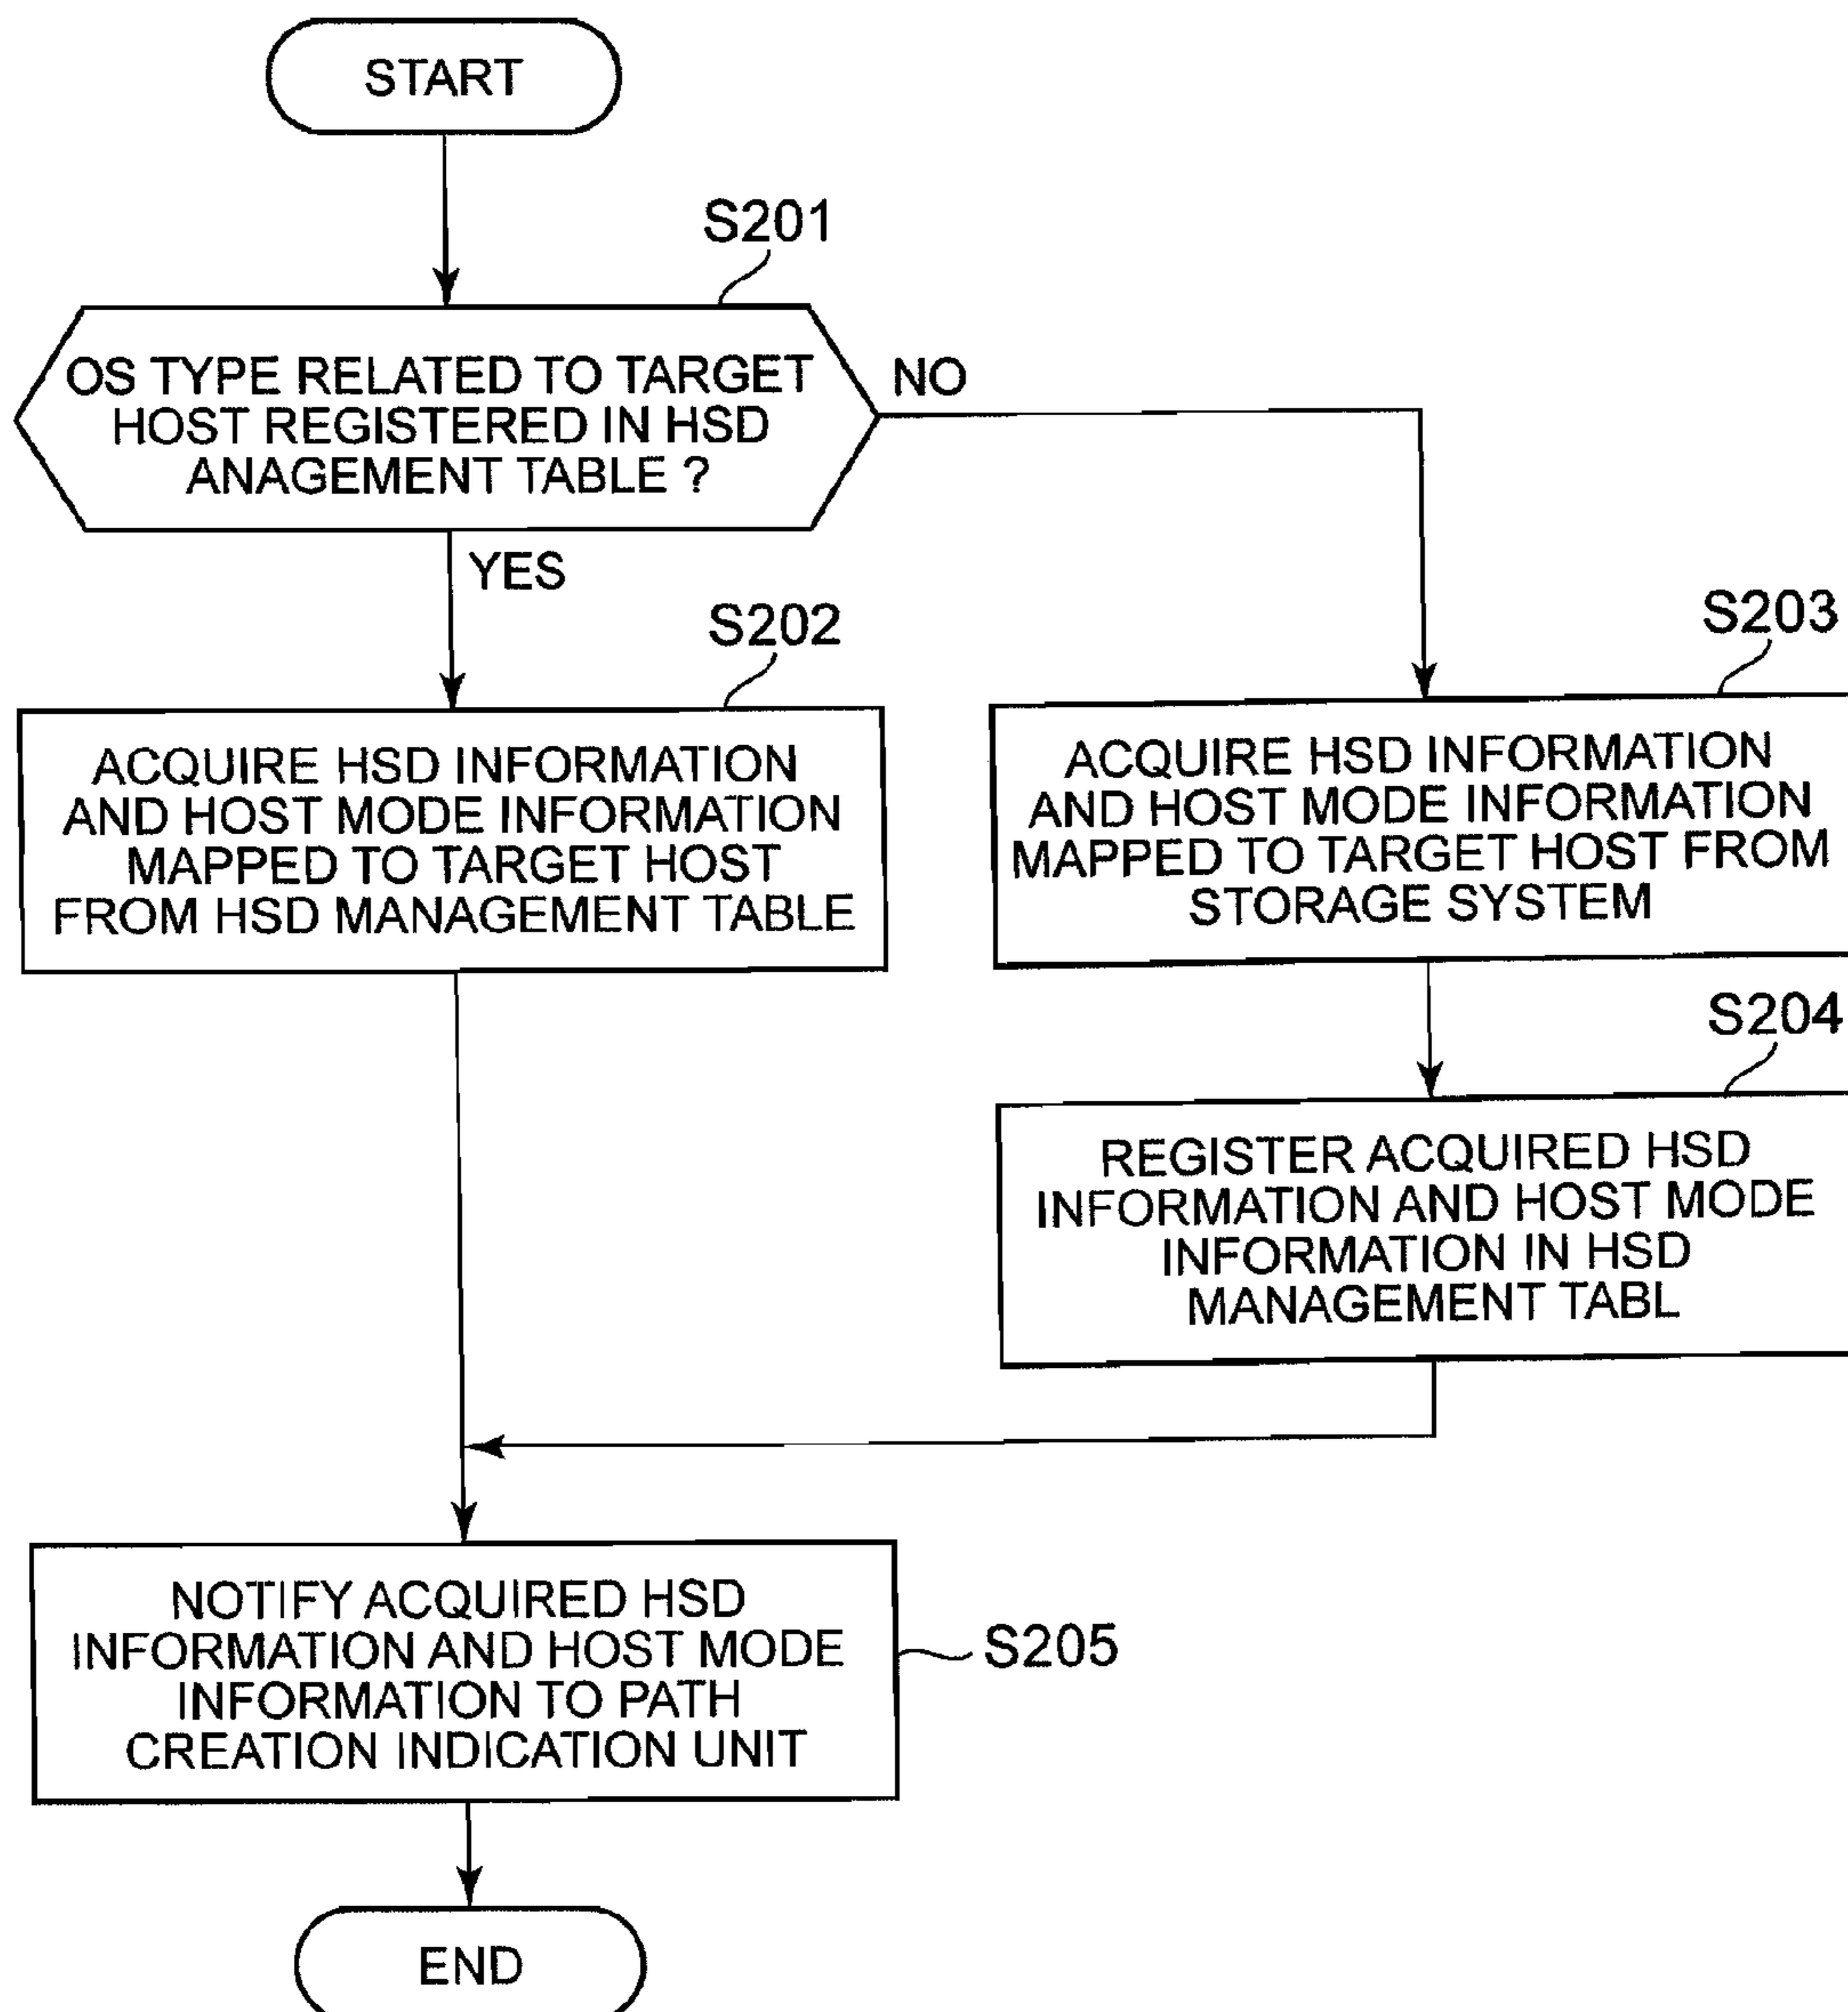 START
S201
OS TYPE RELATED TO TARGET
HOST REGISTERED IN HSD
ANAGEMENT TABLE ?
NO
YES
S202
ACQUIRE HSD INFORMATION
AND HOST MODE INFORMATION
MAPPED TO TARGET HOST
FROM HSD MANAGEMENT TABLE
S203
ACQUIRE HSD INFORMATION
AND HOST MODE INFORMATION
MAPPED TO TARGET HOST FROM
STORAGE SYSTEM
S204
REGISTER ACQUIRED HSD
INFORMATION AND HOST MODE
INFORMATION IN HSD
MANAGEMENT TABL
NOTIFY ACQUIRED HSD
INFORMATION AND HOST MODE
INFORMATION TO PATH
CREATION INDICATION UNIT
S205
END